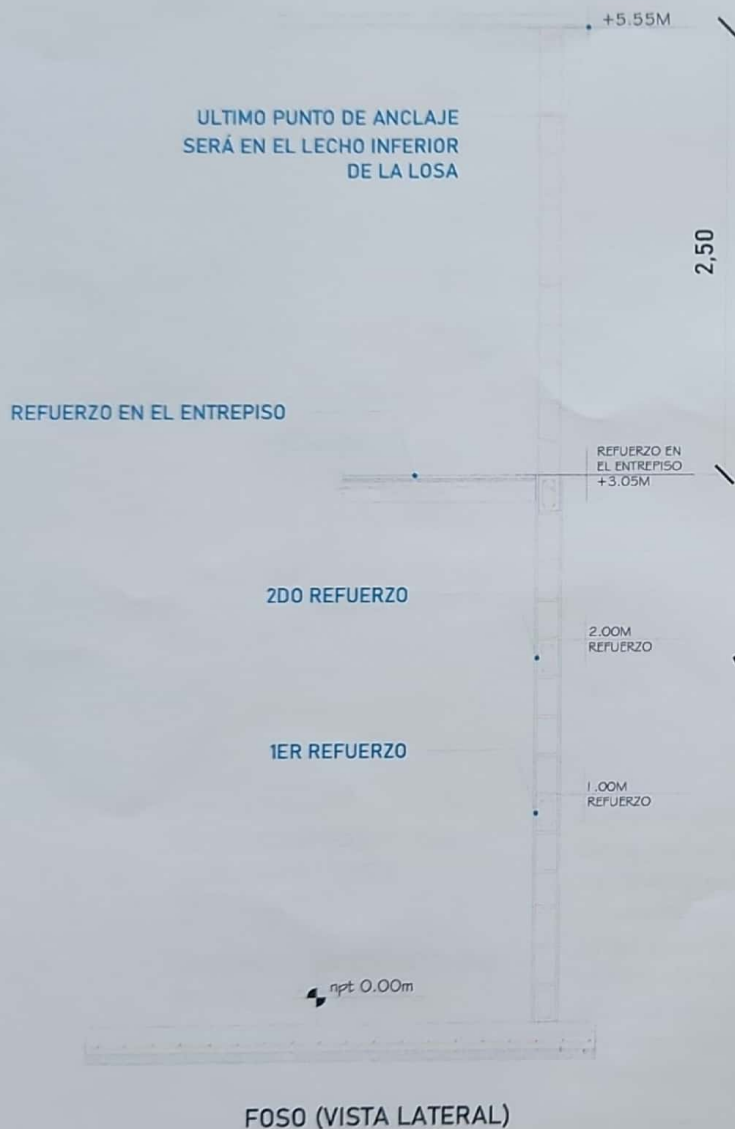 +5.55M
ULTIMO PUNTO DE ANCLAJE
SERÁ EN EL LECHO INFERIOR
DE LA LOSA
2,50
REFUERZO EN EL ENTREPISO
REFUERZO EN
EL ENTREPISO
+3.05M
2DO REFUERZO
2.00M
REFUERZO
1ER REFUERZO
1.00M
REFUERZO
npt 0.00m
FOSO (VISTA LATERAL)